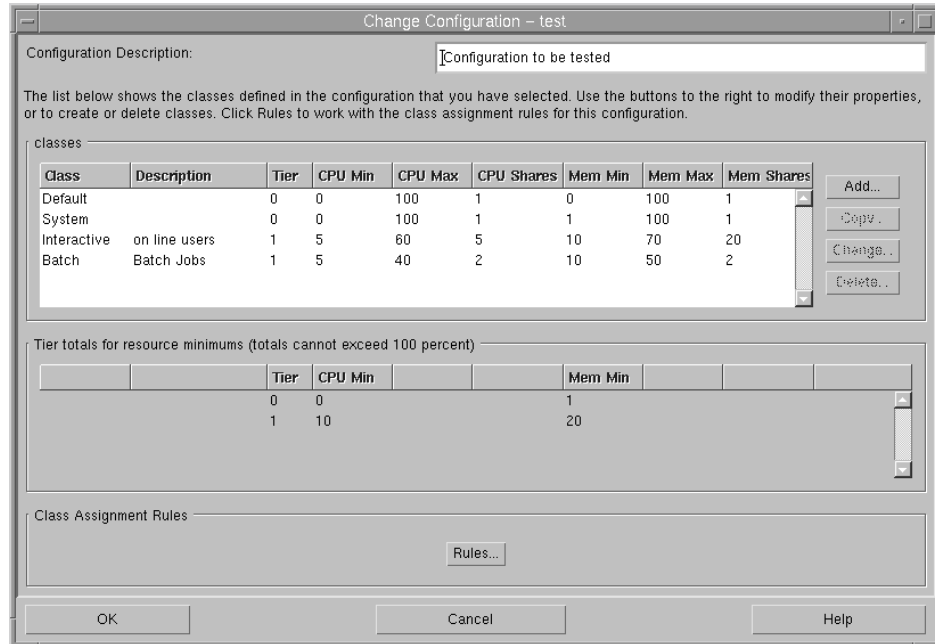 Change Configuration – test
Configuration Description: Configuration to be tested
The list below shows the classes defined in the configuration that you have selected. Use the buttons to the right to modify their properties,
or to create or delete classes. Click Rules to work with the class assignment rules for this configuration.
classes
Class Description Tier CPU Min CPU Max CPU Shares Mem Min Mem Max Mem Shares
Default 0 0 100 1 0 100 1
System 0 0 100 1 1 100 1
Interactive on line users 1 5 60 5 10 70 20
Batch Batch Jobs 1 5 40 2 10 50 2
Add...
Copy..
Change..
Delete..
Tier totals for resource minimums (totals cannot exceed 100 percent)
Tier CPU Min Mem Min
0 0 1
1 10 20
Class Assignment Rules
Rules...
OK Cancel Help